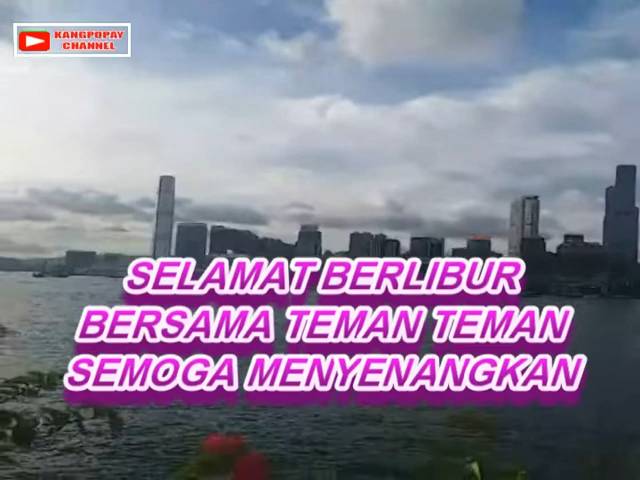 KANGPOPAY
CHANNEL
SELAMAT BERLIBUR
BERSAMA TEMAN TEMAN
SEMOGA MENYENANGKAN